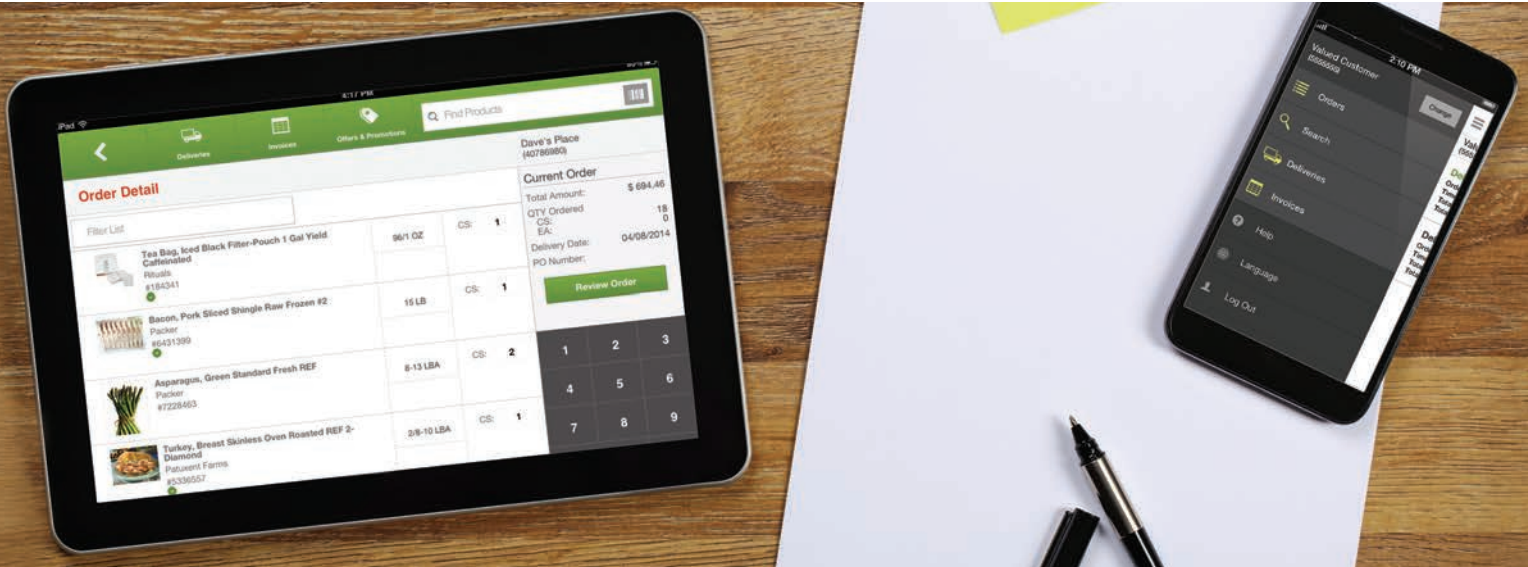 iPad
4:17 PM
Deliveries
Invoices
Offers & Promotions
Find Products
Order Detail
Filter List
Tea Bag, Iced Black Filter-Pouch 1 Gal Yield
Caffeinated
Rituals
#184341
96/1 OZ
CS: 1
Bacon, Pork Sliced Shingle Raw Frozen #2
Packer
#6431399
15 LB
CS: 1
Asparagus, Green Standard Fresh REF
Packer
#7228463
8-13 LBA
CS: 2
Turkey, Breast Skinless Oven Roasted REF 2-
Diamond
Patuxent Farms
#5336557
2/8-10 LBA
CS: 1
Dave's Place
(40786980)
Current Order
Total Amount: $ 694.46
QTY Ordered
CS: 18
EA: 0
Delivery Date: 04/08/2014
PO Number:
Review Order
1 2 3
4 5 6
7 8 9
2:10 PM
Valued Customer
(5555555)
Change
Orders
Search
Deliveries
Invoices
Help
Language
Log Out